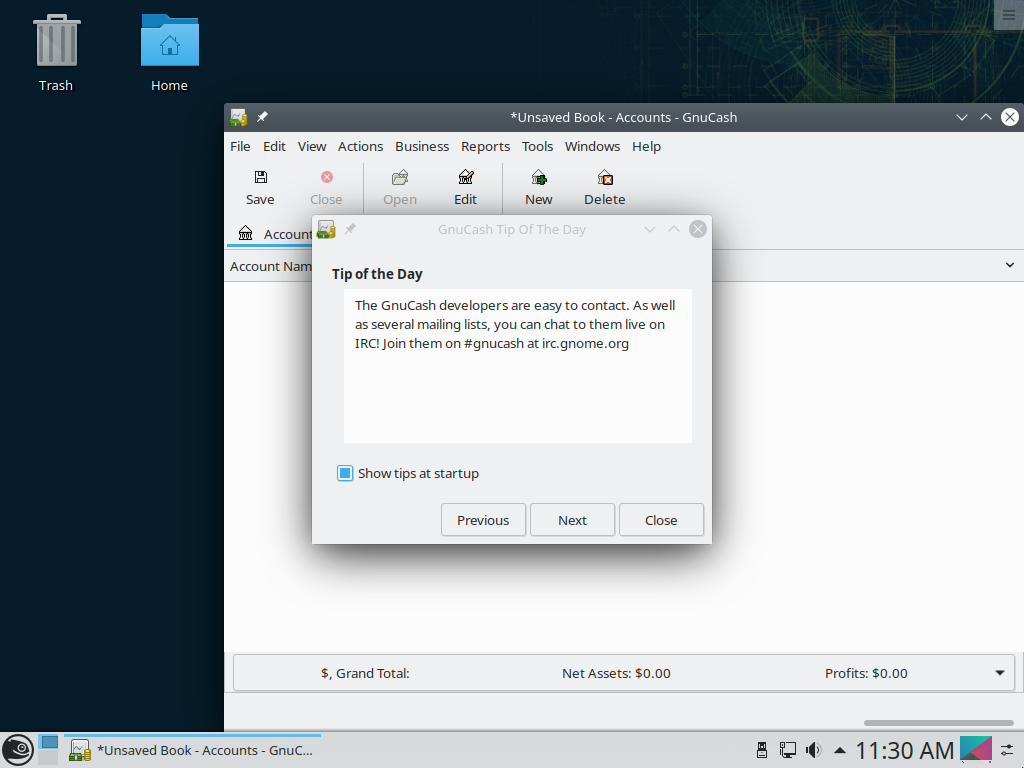 Trash
Home
*Unsaved Book - Accounts - GnuCash
File Edit View Actions Business Reports Tools Windows Help
Save Close Open Edit New Delete
Account
GnuCash Tip Of The Day
Account Nam
Tip of the Day
The GnuCash developers are easy to contact. As well
as several mailing lists, you can chat to them live on
IRC! Join them on #gnucash at irc.gnome.org
Show tips at startup
Previous Next Close
$, Grand Total: Net Assets: $0.00 Profits: $0.00
*Unsaved Book - Accounts - GnuC... 11:30 AM